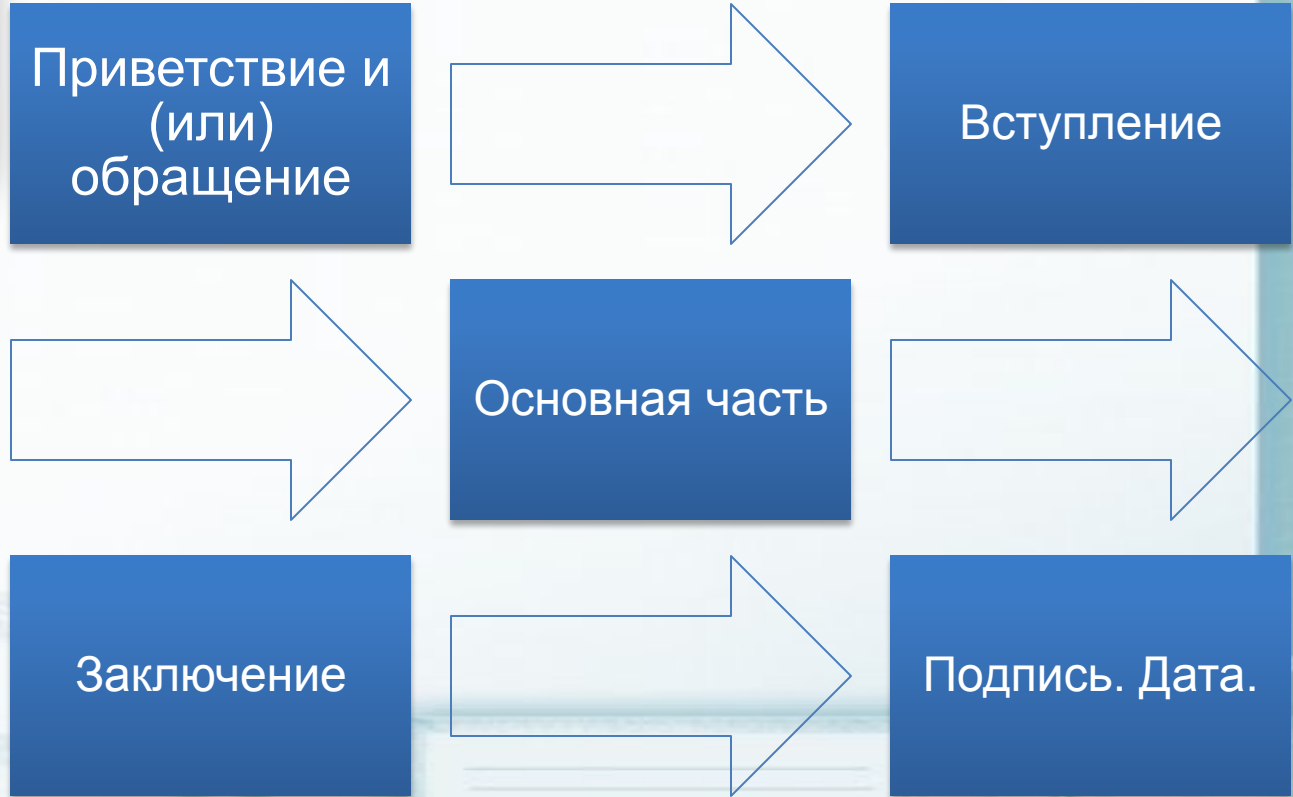 Приветствие и
(или)
обращение
Вступление
Основная часть
Заключение
Подпись. Дата.